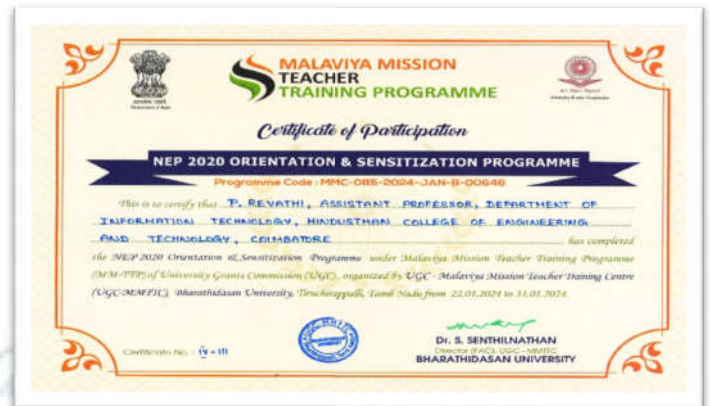 MALAVIYA MISSION
TEACHER
TRAINING PROGRAMME
Certificate of Participation
NEP 2020 ORIENTATION & SENSITIZATION PROGRAMME
Programme Code : MMC-085-2024-JAN-B-00646
This is to certify that P. REVATHI, ASSISTANT PROFESSOR, DEPARTMENT OF
INFORMATION TECHNOLOGY, HINDUSTHAN COLLEGE OF ENGINEERING
AND TECHNOLOGY, COIMBATORE has completed
the NEP 2020 Orientation & Sensitization Programme under Malaviya Mission Teacher Training Programme
(MM-TTP) of University Grants Commission (UGC), organized by UGC - Malaviya Mission Teacher Training Centre
(UGC-MMTTC), Bharathidasan University, Tiruchirappalli, Tamil Nadu from 22.01.2024 to 31.01.2024.
Certificate No. :
Dr. S. SENTHILNATHAN
Director (FAC), UGC - MMTTC
BHARATHIDASAN UNIVERSITY